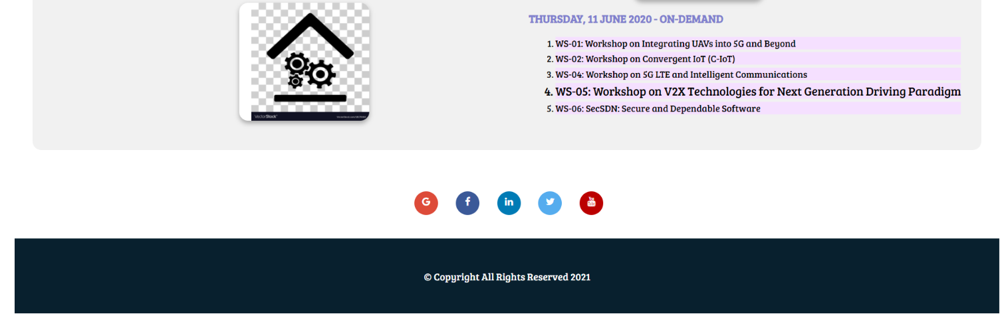 THURSDAY, 11 JUNE 2020 - ON-DEMAND
1. WS-01: Workshop on Integrating UAVs into 5G and Beyond
2. WS-02: Workshop on Convergent IoT (C-IoT)
3. WS-04: Workshop on 5G LTE and Intelligent Communications
4. WS-05: Workshop on V2X Technologies for Next Generation Driving Paradigm
5. WS-06: SecSDN: Secure and Dependable Software
VectorStock
G f in You Tube
© Copyright All Rights Reserved 2021